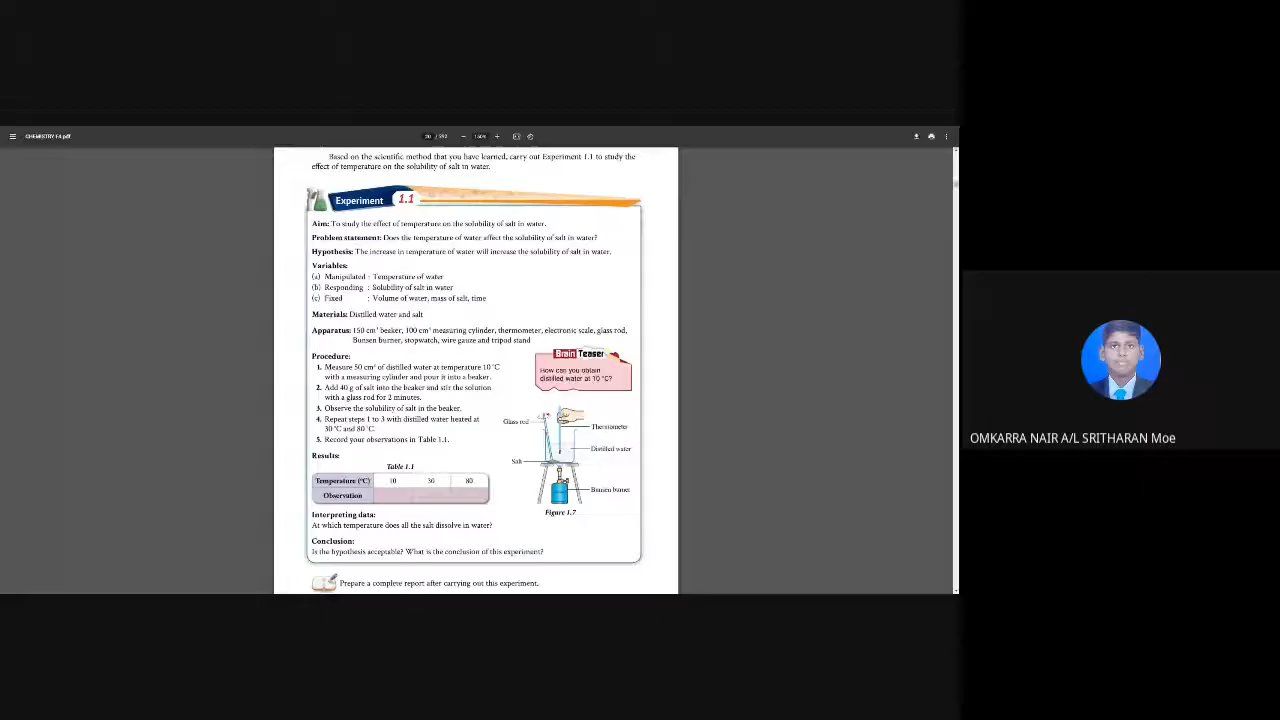 CHEMISTRY F4.pdf
20 / 292
150%
Based on the scientific method that you have learned, carry out Experiment 1.1 to study the
effect of temperature on the solubility of salt in water.
Experiment 1.1
Aim: To study the effect of temperature on the solubility of salt in water.
Problem statement: Does the temperature of water affect the solubility of salt in water?
Hypothesis: The increase in temperature of water will increase the solubility of salt in water.
Variables:
(a) Manipulated : Temperature of water
(b) Responding : Solubility of salt in water
(c) Fixed : Volume of water, mass of salt, time
Materials: Distilled water and salt
Apparatus: 150 cm³ beaker, 100 cm³ measuring cylinder, thermometer, electronic scale, glass rod,
Bunsen burner, stopwatch, wire gauze and tripod stand
Procedure:
1. Measure 50 cm³ of distilled water at temperature 10 °C
with a measuring cylinder and pour it into a beaker.
2. Add 40 g of salt into the beaker and stir the solution
with a glass rod for 2 minutes.
3. Observe the solubility of salt in the beaker.
4. Repeat steps 1 to 3 with distilled water heated at
30 °C and 80 °C.
5. Record your observations in Table 1.1.
Brain Teaser
How can you obtain
distilled water at 10 °C?
Glass rod
Thermometer
Distilled water
Salt
Bunsen burner
Figure 1.7
Results:
Table 1.1
Temperature (°C) 10 30 80
Observation
Interpreting data:
At which temperature does all the salt dissolve in water?
Conclusion:
Is the hypothesis acceptable? What is the conclusion of this experiment?
Prepare a complete report after carrying out this experiment.
OMKARRA NAIR A/L SRITHARAN Moe